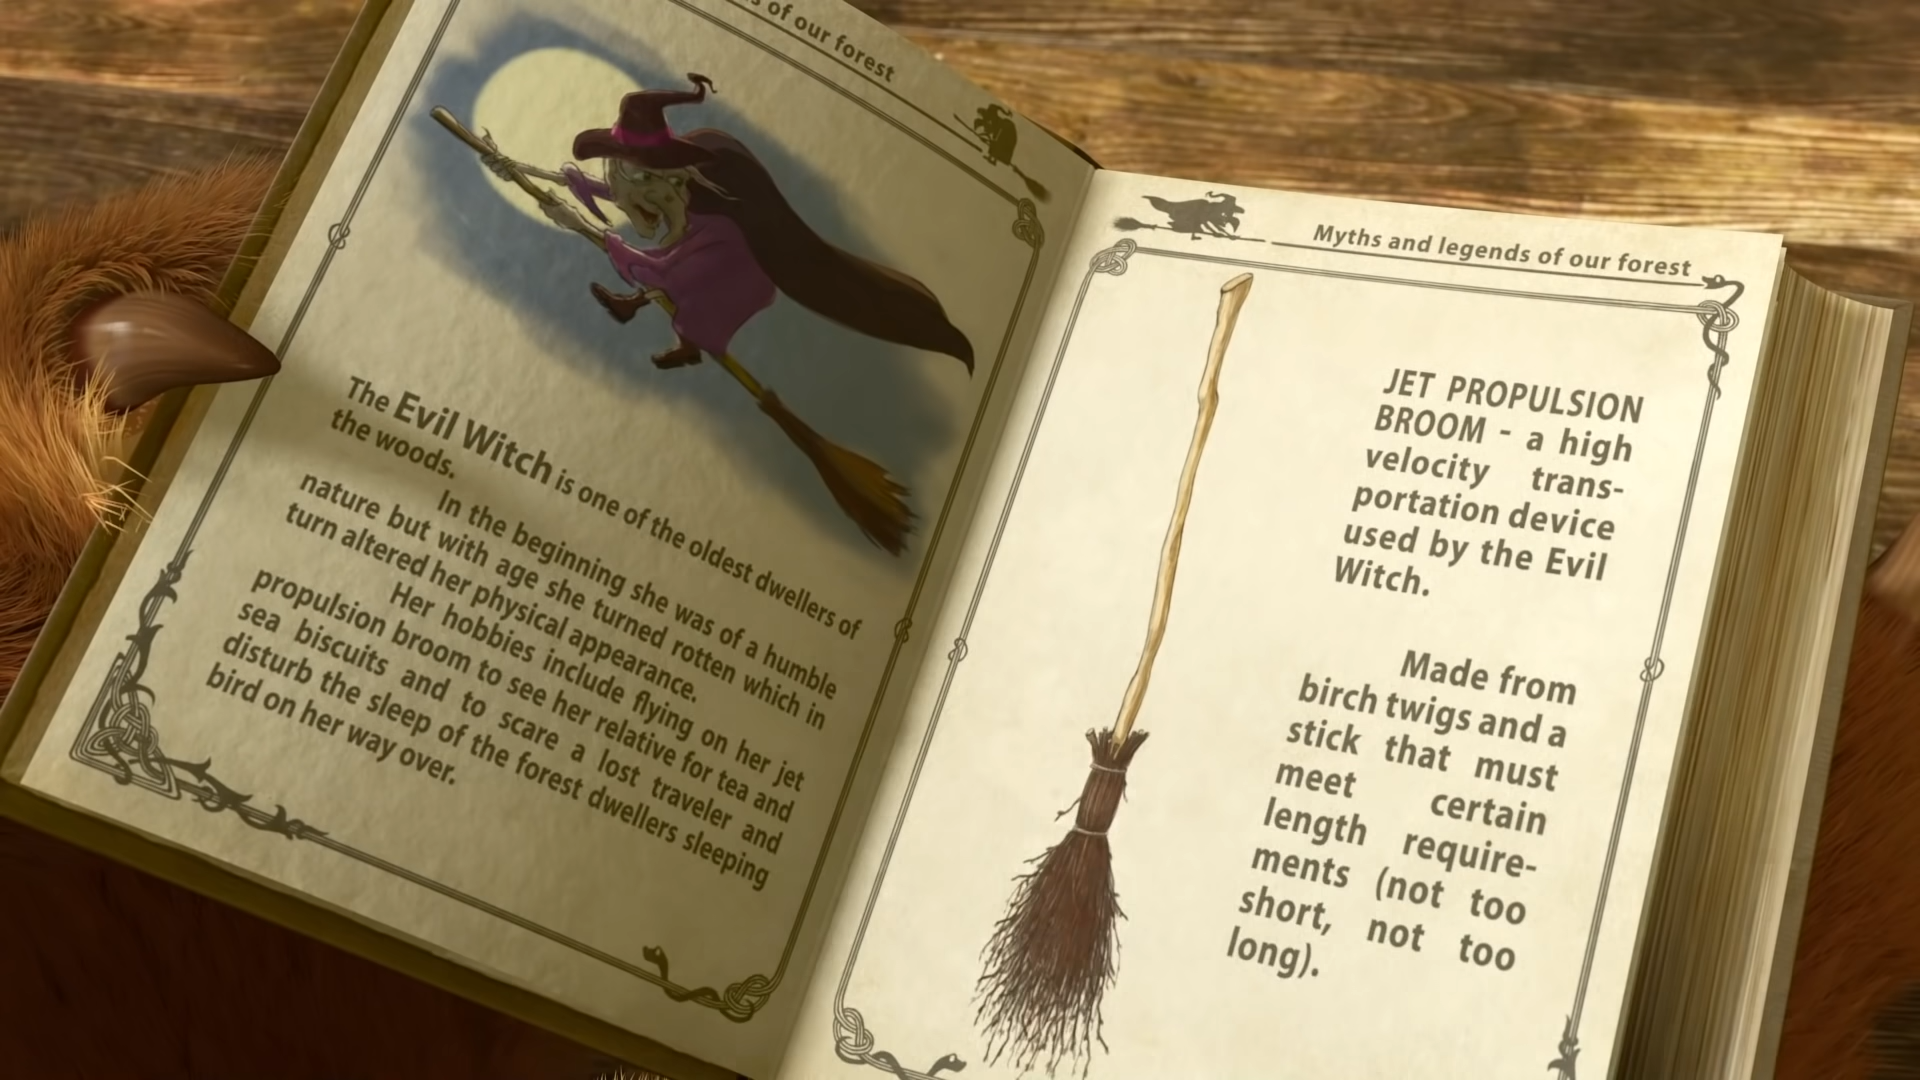 of our forest
The Evil Witch is one of the oldest dwellers of
the woods.
In the beginning she was of a humble
nature but with age she turned rotten which in
turn altered her physical appearance.
Her hobbies include flying on her jet
propulsion broom to see her relative for tea and
sea biscuits and to scare a lost traveler and
disturb the sleep of the forest dwellers sleeping
bird on her way over.
Myths and legends of our forest
JET PROPULSION
BROOM - a high
velocity trans-
portation device
used by the Evil
Witch.
Made from
birch twigs and a
stick that must
meet certain
length require-
ments (not too
short, not too
long).